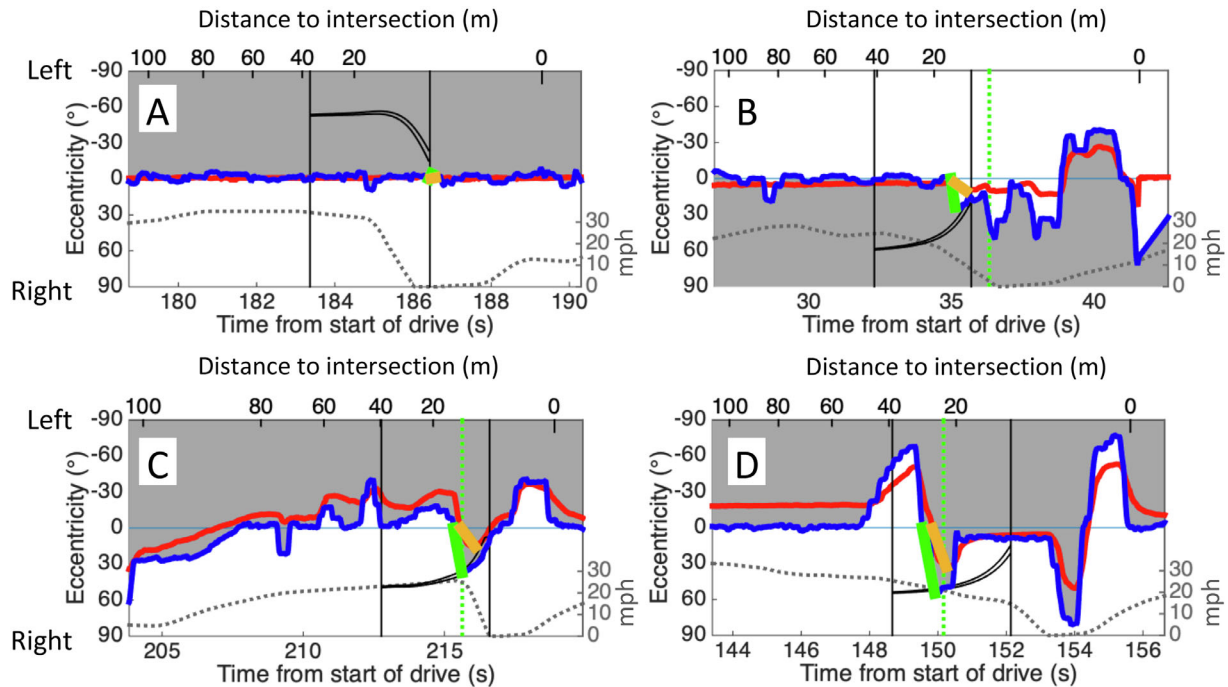 Distance to intersection (m)
100 80 60 40 20 0
Left
-90
-60
-30
0
30
60
90
Right
Eccentricity (°)
A
30
20
10
0
mph
180 182 184 186 188 190
Time from start of drive (s)
Distance to intersection (m)
100 80 60 40 20 0
-90
-60
-30
0
30
60
90
Eccentricity (°)
B
30
20
10
0
mph
30 35 40
Time from start of drive (s)
Distance to intersection (m)
100 80 60 40 20 0
Left
-90
-60
-30
0
30
60
90
Right
Eccentricity (°)
C
30
20
10
0
mph
205 210 215
Time from start of drive (s)
Distance to intersection (m)
100 80 60 40 20 0
-90
-60
-30
0
30
60
90
Eccentricity (°)
D
30
20
10
0
mph
144 146 148 150 152 154 156
Time from start of drive (s)